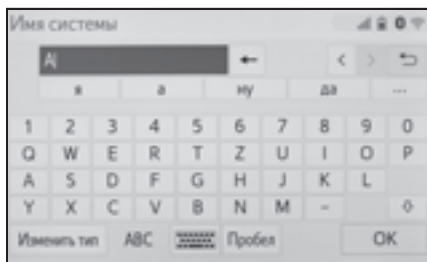 Имя системы
A
я а ну да ...
1 2 3 4 5 6 7 8 9 0
Q W E R T Z U I O P
A S D F G H J K L
Y X C V B N M -
Изменить тип ABC Пробел OK